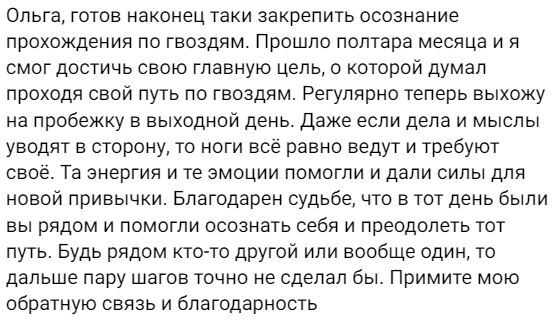 Ольга, готов наконец таки закрепить осознание
прохождения по гвоздям. Прошло полтара месяца и я
смог достичь свою главную цель, о которой думал
проходя свой путь по гвоздям. Регулярно теперь выхожу
на пробежку в выходной день. Даже если дела и мыслы
уводят в сторону, то ноги всё равно ведут и требуют
своё. Та энергия и те эмоции помогли и дали силы для
новой привычки. Благодарен судьбе, что в тот день были
вы рядом и помогли осознать себя и преодолеть тот
путь. Будь рядом кто-то другой или вообще один, то
дальше пару шагов точно не сделал бы. Примите мою
обратную связь и благодарность